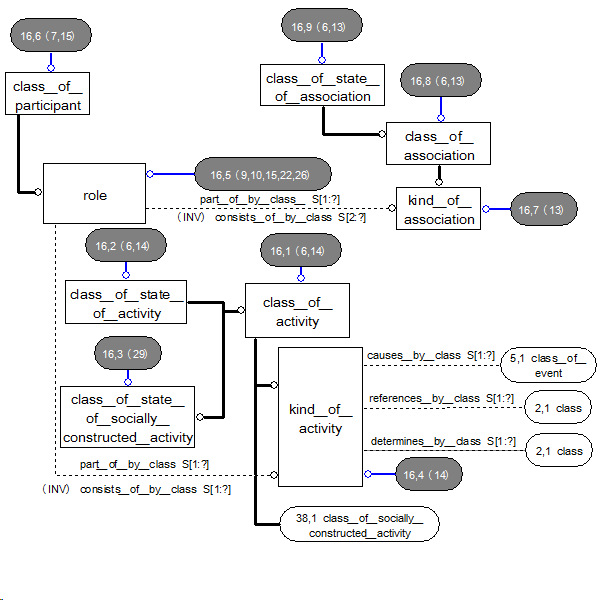 16,6 (7,15)
16,9 (6,13)
class__of__
participant
class__of__state__
of__association
16,8 (6,13)
class__of__
association
role
16,5 (9,10,15,22,26)
part__of__by__class__ S[1:?]
(INV) consists__of__by__class S[2:?]
kind__of__
association
16,7 (13)
16,2 (6,14)
16,1 (6,14)
class__of__state__
of__activity
class__of__
activity
16,3 (29)
class__of__state__
of__socially__
constructed__activity
kind__of__
activity
causes__by__class S[1:?]
5,1 class__of__
event
references__by__class S[1:?]
2,1 class
determines__by__class S[1:?]
2,1 class
part__of__by__class S[1:?]
(INV) consists__of__by__class S[1:?]
16,4 (14)
38,1 class__of__socially__
constructed__activity